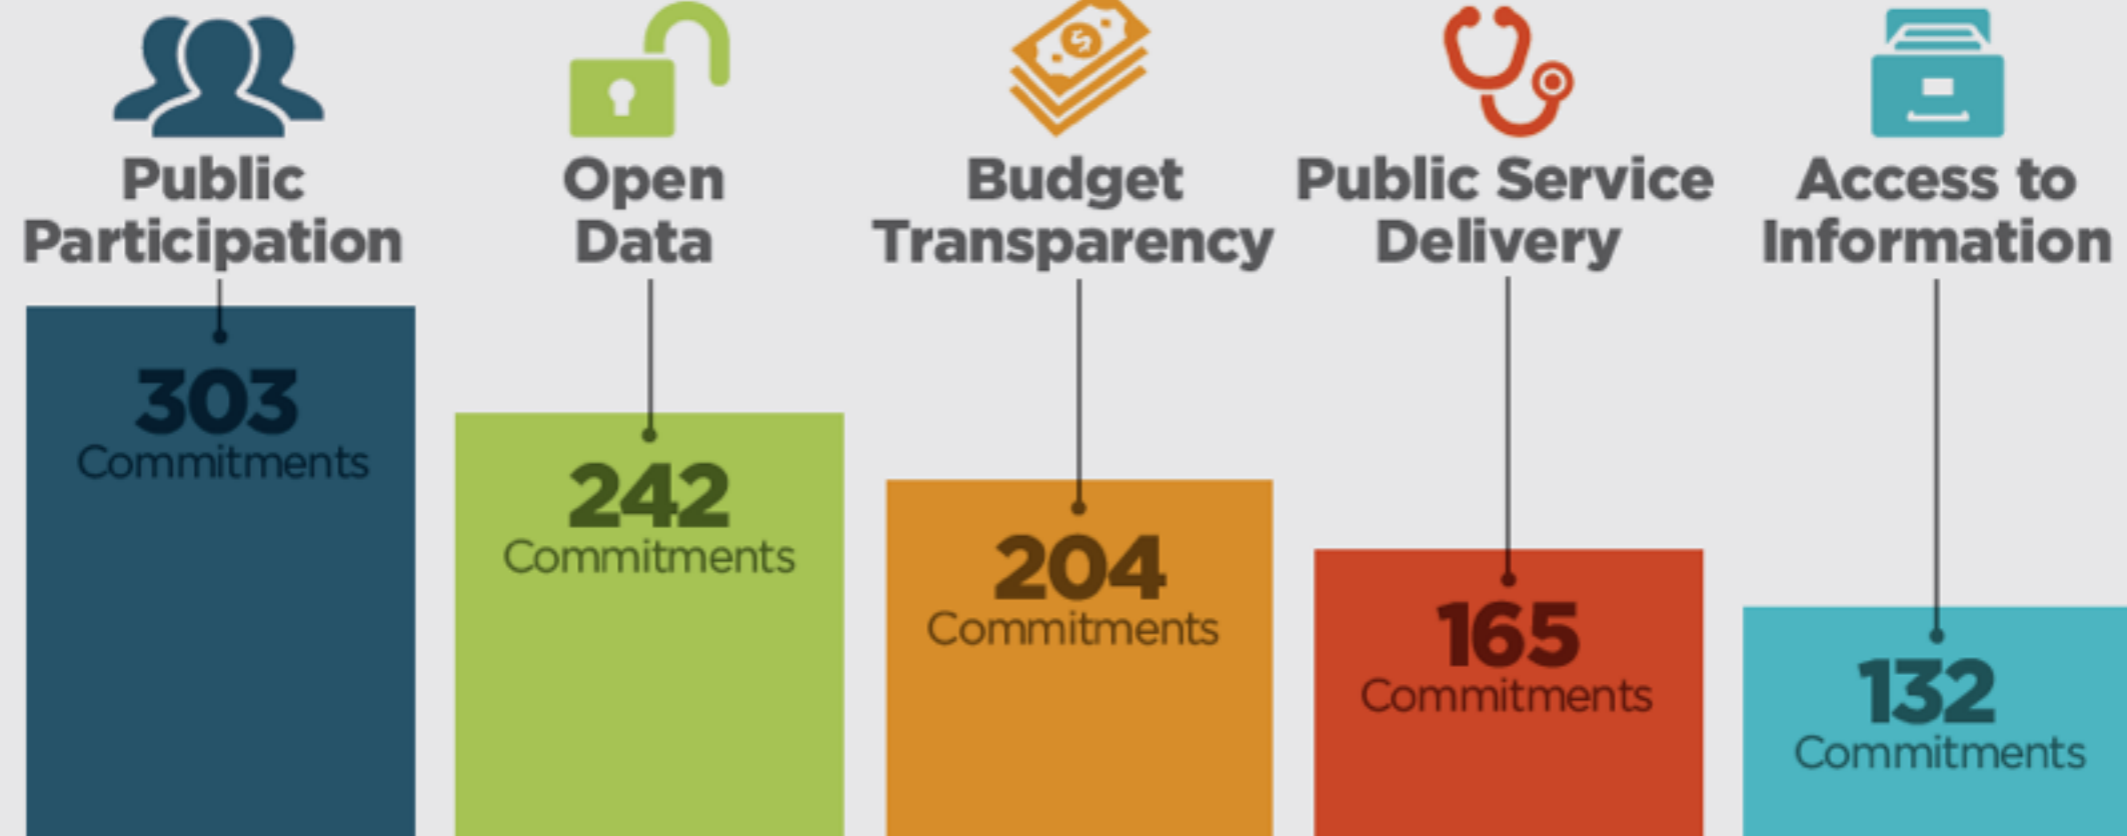 Public
Participation
Open
Data
Budget
Transparency
Public Service
Delivery
Access to
Information
303
Commitments
242
Commitments
204
Commitments
165
Commitments
132
Commitments